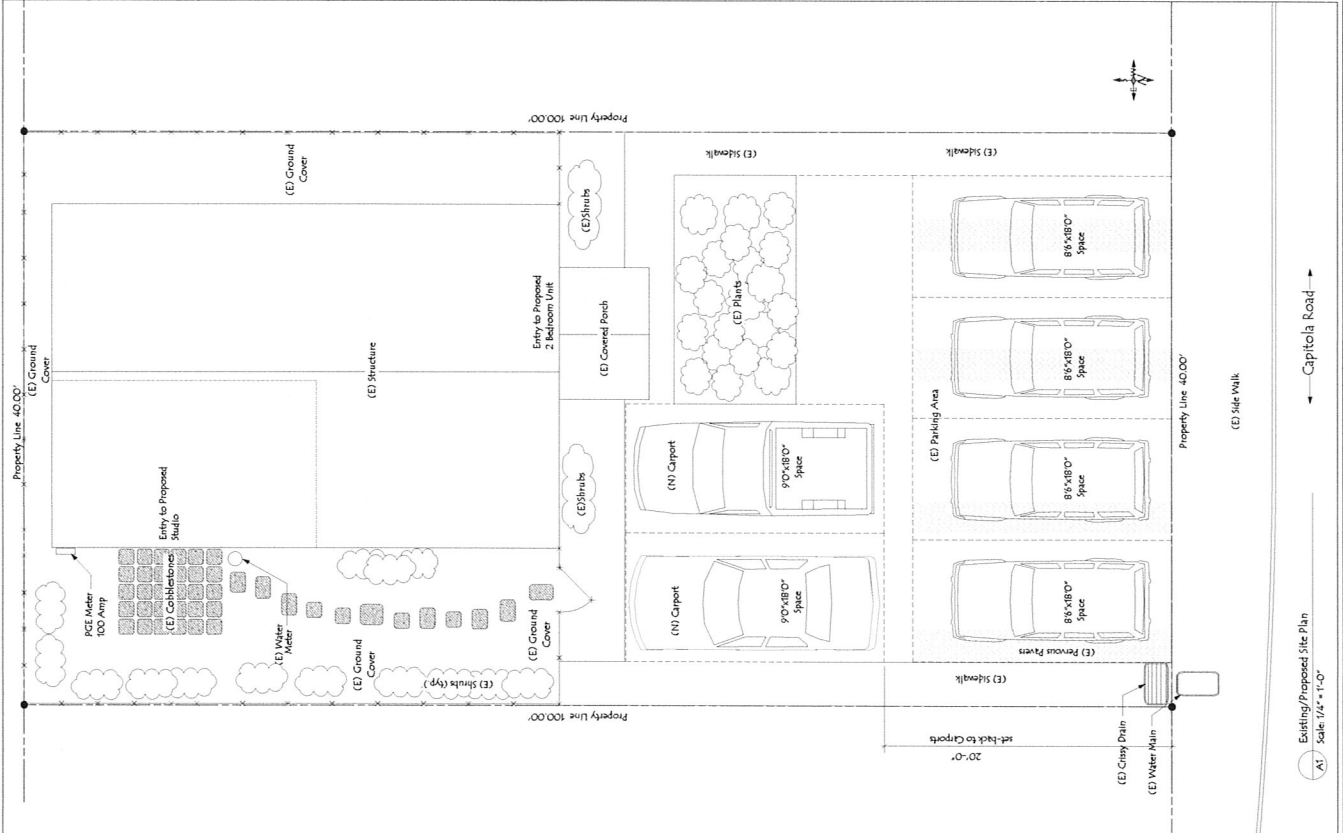 Property Line 40.00'
(E) Ground
Cover
(E) Ground
Cover
Property Line 100.00'
PGE Meter
100 Amp
(E) Cobblestones
Entry to Proposed
Studio
(E) Water
Meter
(E) Ground
Cover
(E) Shrubs (typ.)
(E) Ground
Cover
Property Line 100.00'
(E) Structure
Entry to Proposed
2 Bedroom Unit
(E) Covered Porch
(E)Shrubs
(E)Shrubs
(E) Sidewalk
(E) Sidewalk
(E) Plants
(N) Carport
9'0"x18'0"
Space
(N) Carport
9'0"x18'0"
Space
(E) Parking Area
8'6"x18'0"
Space
8'6"x18'0"
Space
8'6"x18'0"
Space
8'6"x18'0"
Space
(E) Pervous Pavers
(E) Sidewalk
20'-0"
set-back to Carports
(E) Crissy Drain
(E) Water Main
Property Line 40.00'
(E) Side Walk
Capitola Road
A1
Existing/Proposed Site Plan
Scale: 1/4" = 1'-0"
N
E
W